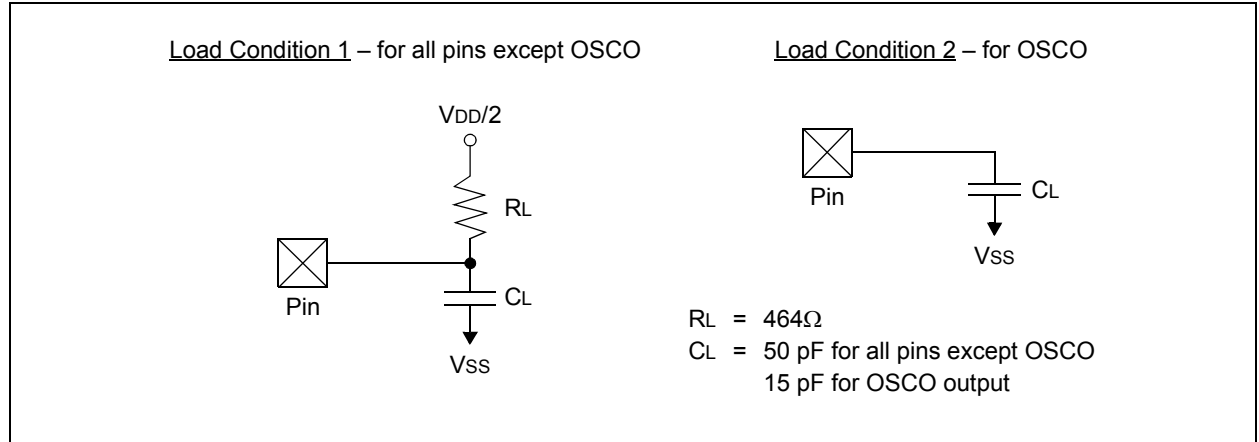 Load Condition 1 – for all pins except OSCO
VDD/2
RL
Pin
CL
VSS
Load Condition 2 – for OSCO
Pin
CL
VSS
RL = 464Ω
CL = 50 pF for all pins except OSCO
15 pF for OSCO output